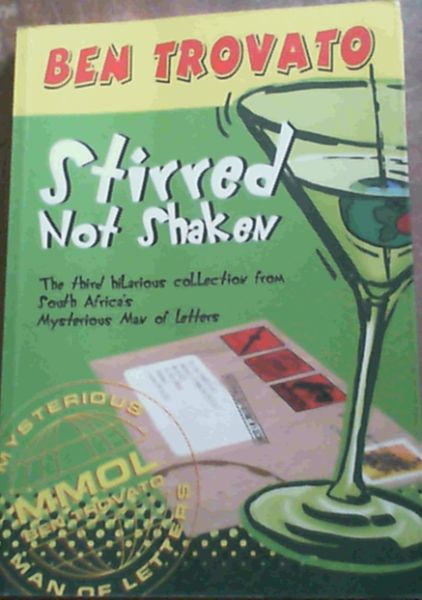 BEN TROVATO
Stirred
Not Shaken
The third hilarious collection from
South Africa's
Mysterious Man of Letters
MYSTERIOUS
MMOL
BEN TROVATO
MAN OF LETTERS